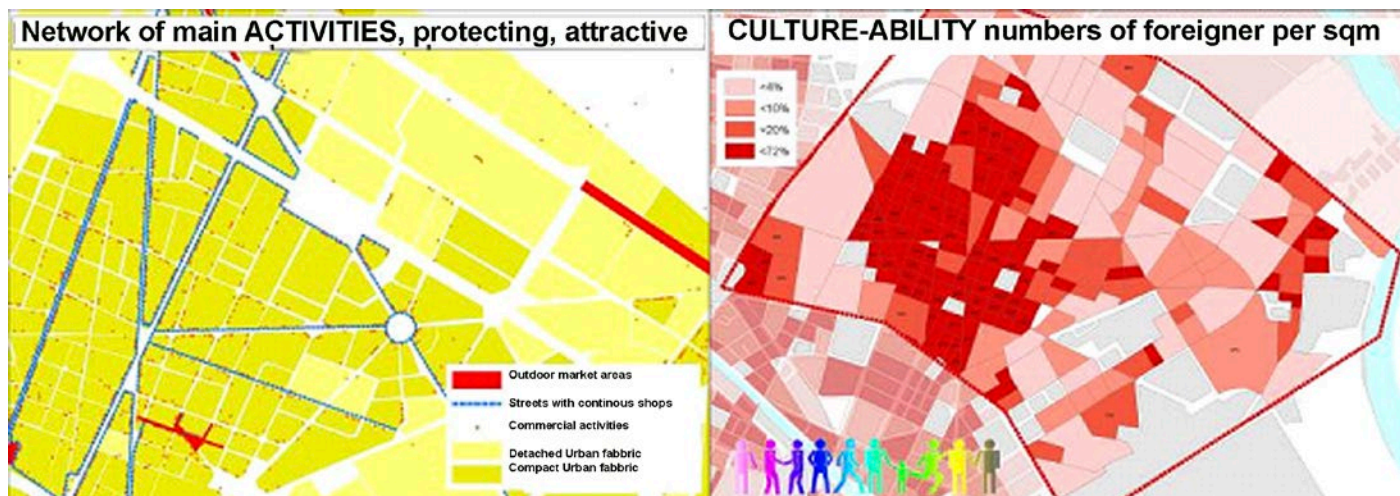 Network of main ACTIVITIES, protecting, attractive
Outdoor market areas
Streets with continous shops
Commercial activities
Detached Urban fabbric
Compact Urban fabbric
CULTURE-ABILITY numbers of foreigner per sqm
<4%
<10%
<20%
<72%